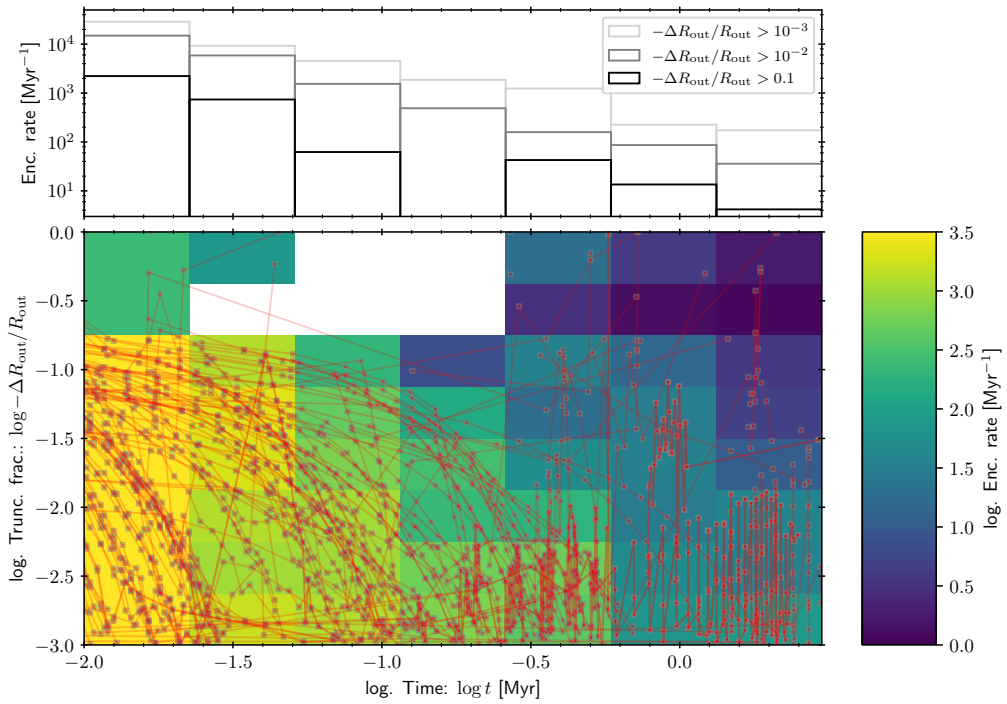 Enc. rate [Myr⁻¹]
10⁴
10³
10²
10¹
−ΔR_out/R_out > 10⁻³
−ΔR_out/R_out > 10⁻²
−ΔR_out/R_out > 0.1
log. Trunc. frac.: log −ΔR_out/R_out
0.0
−0.5
−1.0
−1.5
−2.0
−2.5
−3.0
−2.0 −1.5 −1.0 −0.5 0.0
log. Time: log t [Myr]
3.5
3.0
2.5
2.0
1.5
1.0
0.5
0.0
log. Enc. rate [Myr⁻¹]